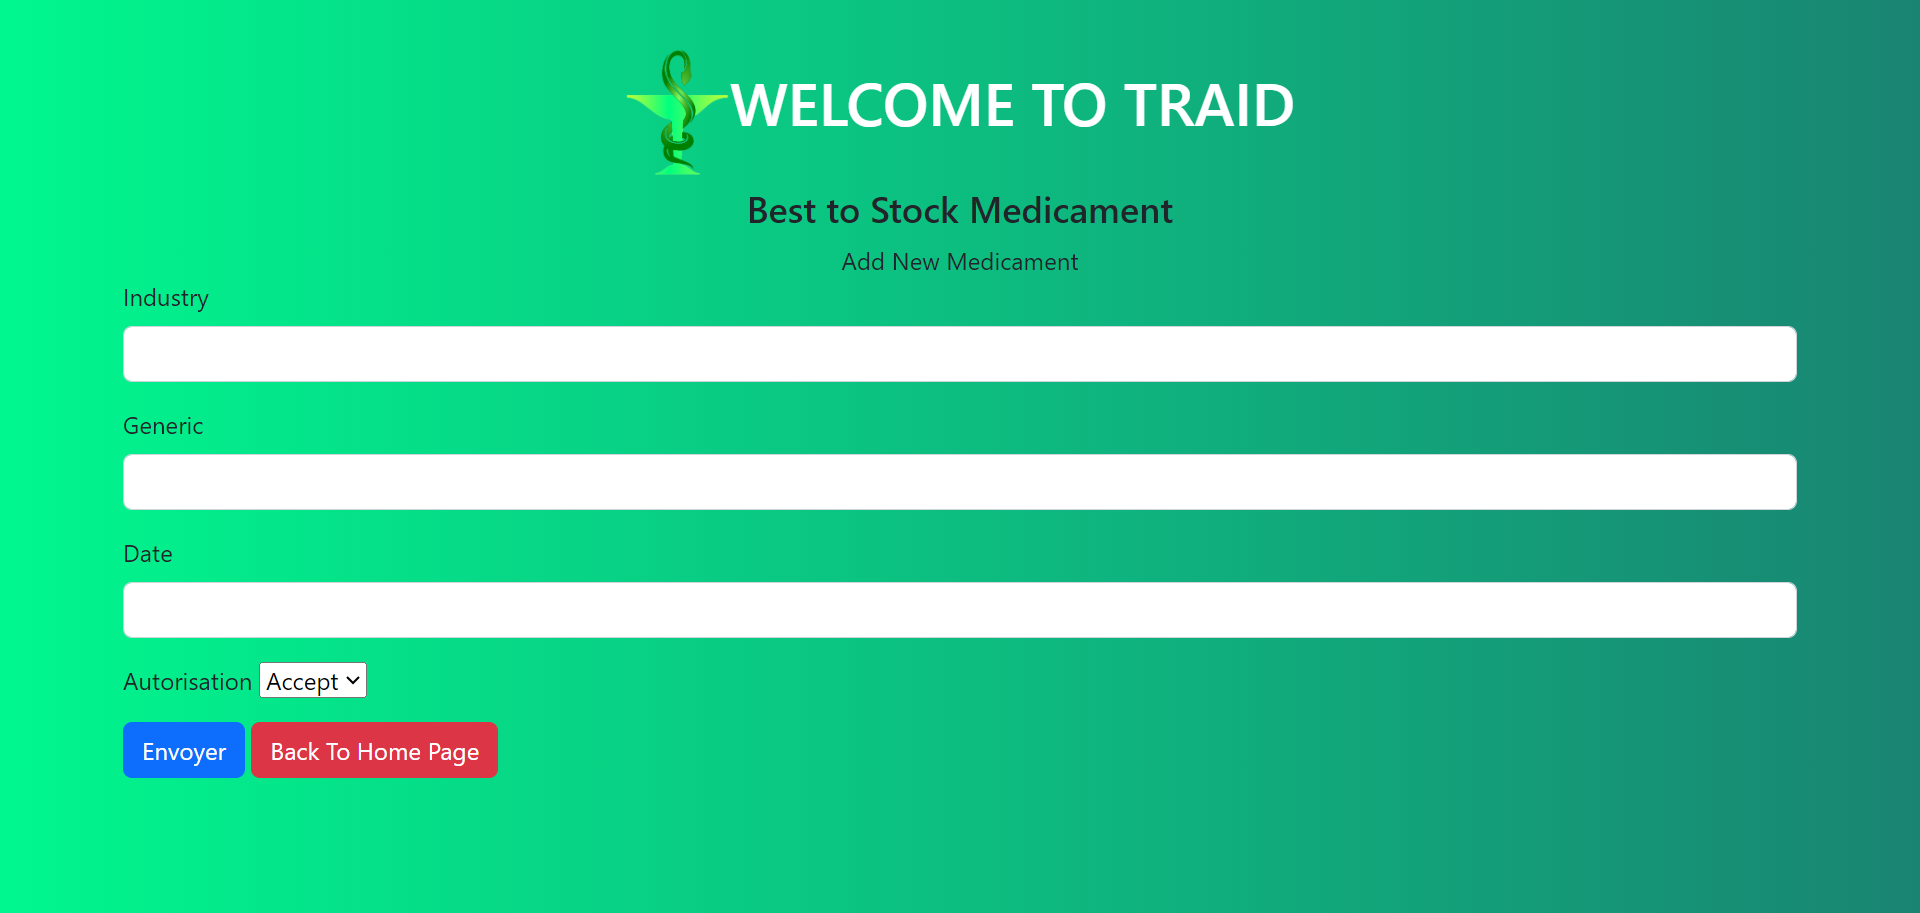 WELCOME TO TRAID
Best to Stock Medicament
Add New Medicament
Industry
Generic
Date
Autorisation Accept
Envoyer Back To Home Page